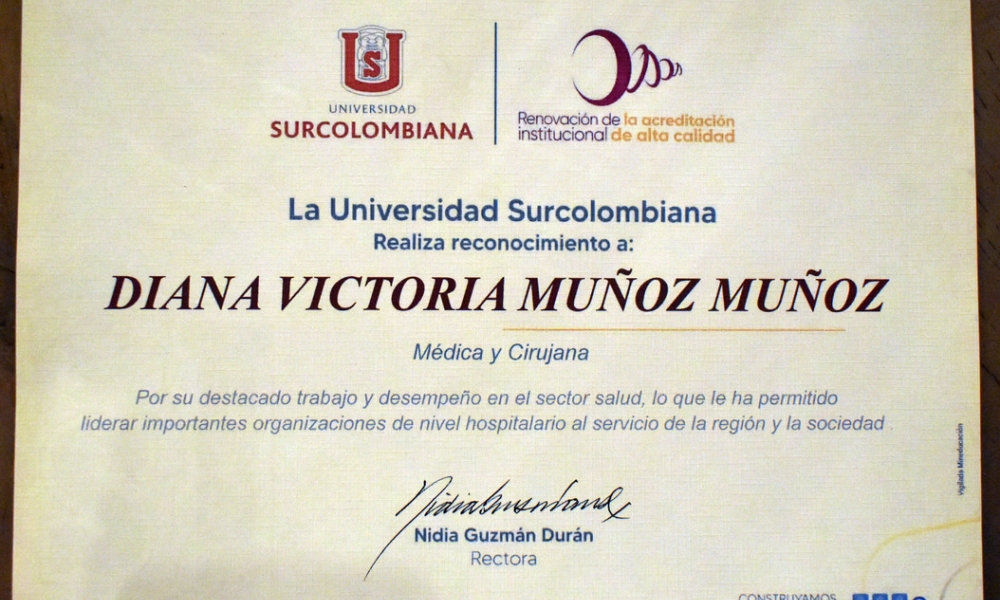 UNIVERSIDAD
SURCOLOMBIANA
Renovación de la acreditación
institucional de alta calidad
La Universidad Surcolombiana
Realiza reconocimiento a:
DIANA VICTORIA MUÑOZ MUÑOZ
Médica y Cirujana
Por su destacado trabajo y desempeño en el sector salud, lo que le ha permitido
liderar importantes organizaciones de nivel hospitalario al servicio de la región y la sociedad .
Vigilada Mineducación
Nidia Guzmán Durán
Rectora
CONSTRUYAMOS